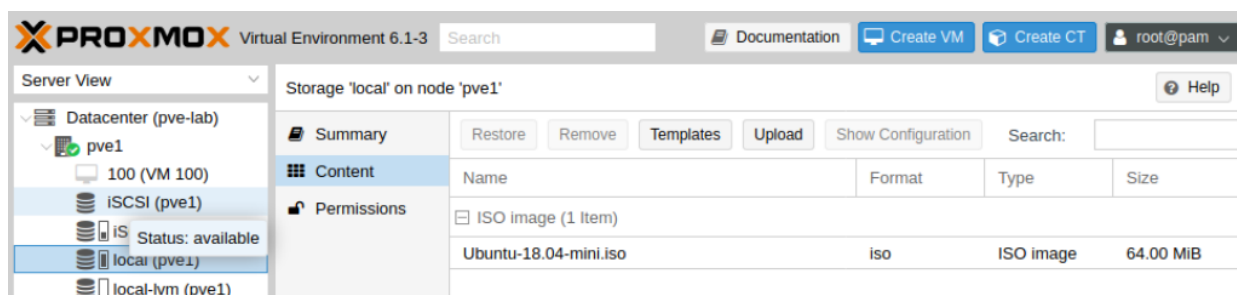 PROXMOX Virtual Environment 6.1-3 Search Documentation Create VM Create CT root@pam
Server View
Storage 'local' on node 'pve1' Help
Datacenter (pve-lab)
pve1
100 (VM 100)
iSCSI (pve1)
iS
Status: available
local (pve1)
local-lvm (pve1)
Summary
Content
Permissions
Restore Remove Templates Upload Show Configuration Search:
Name Format Type Size
ISO image (1 Item)
Ubuntu-18.04-mini.iso iso ISO image 64.00 MiB